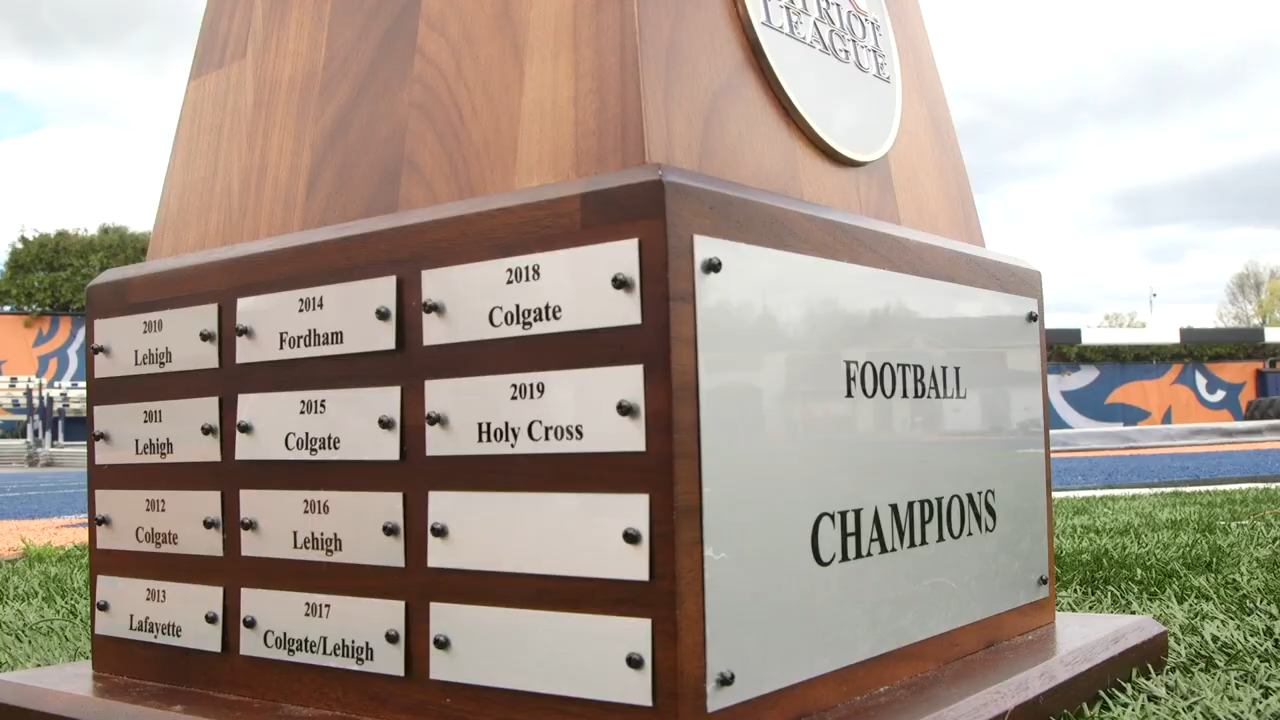 LEAGUE
2010
Lehigh
2011
Lehigh
2012
Colgate
2013
Lafayette
2014
Fordham
2015
Colgate
2016
Lehigh
2017
Colgate/Lehigh
2018
Colgate
2019
Holy Cross
FOOTBALL
CHAMPIONS